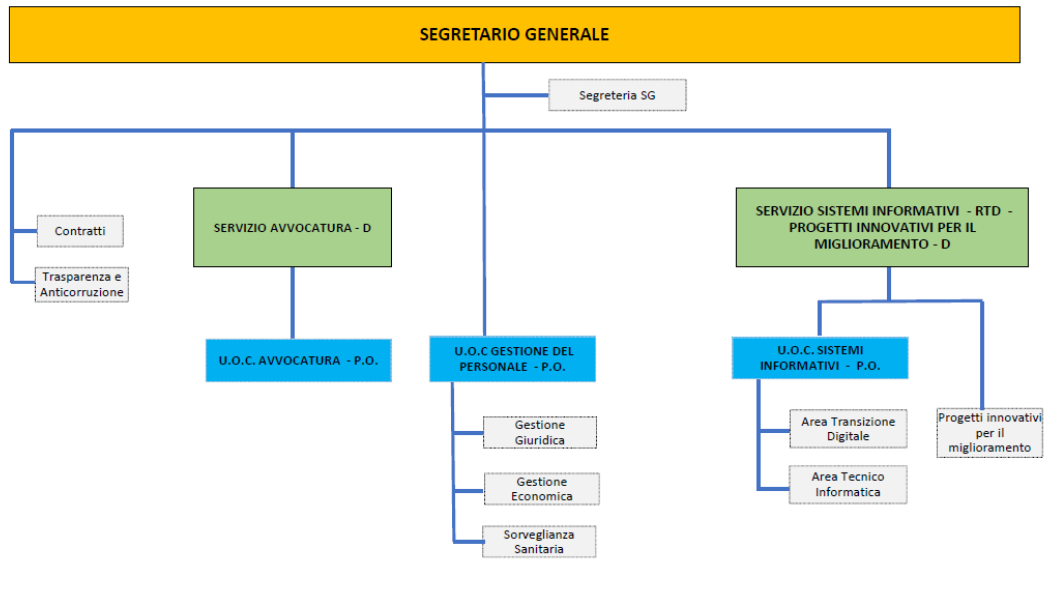 SEGRETARIO GENERALE
Segreteria SG
Contratti
Trasparenza e
Anticorruzione
SERVIZIO AVVOCATURA - D
U.O.C. AVVOCATURA - P.O.
U.O.C GESTIONE DEL
PERSONALE - P.O.
Gestione
Giuridica
Gestione
Economica
Sorveglianza
Sanitaria
SERVIZIO SISTEMI INFORMATIVI - RTD -
PROGETTI INNOVATIVI PER IL
MIGLIORAMENTO - D
U.O.C. SISTEMI
INFORMATIVI - P.O.
Area Transizione
Digitale
Area Tecnico
Informatica
Progetti innovativi
per il
miglioramento